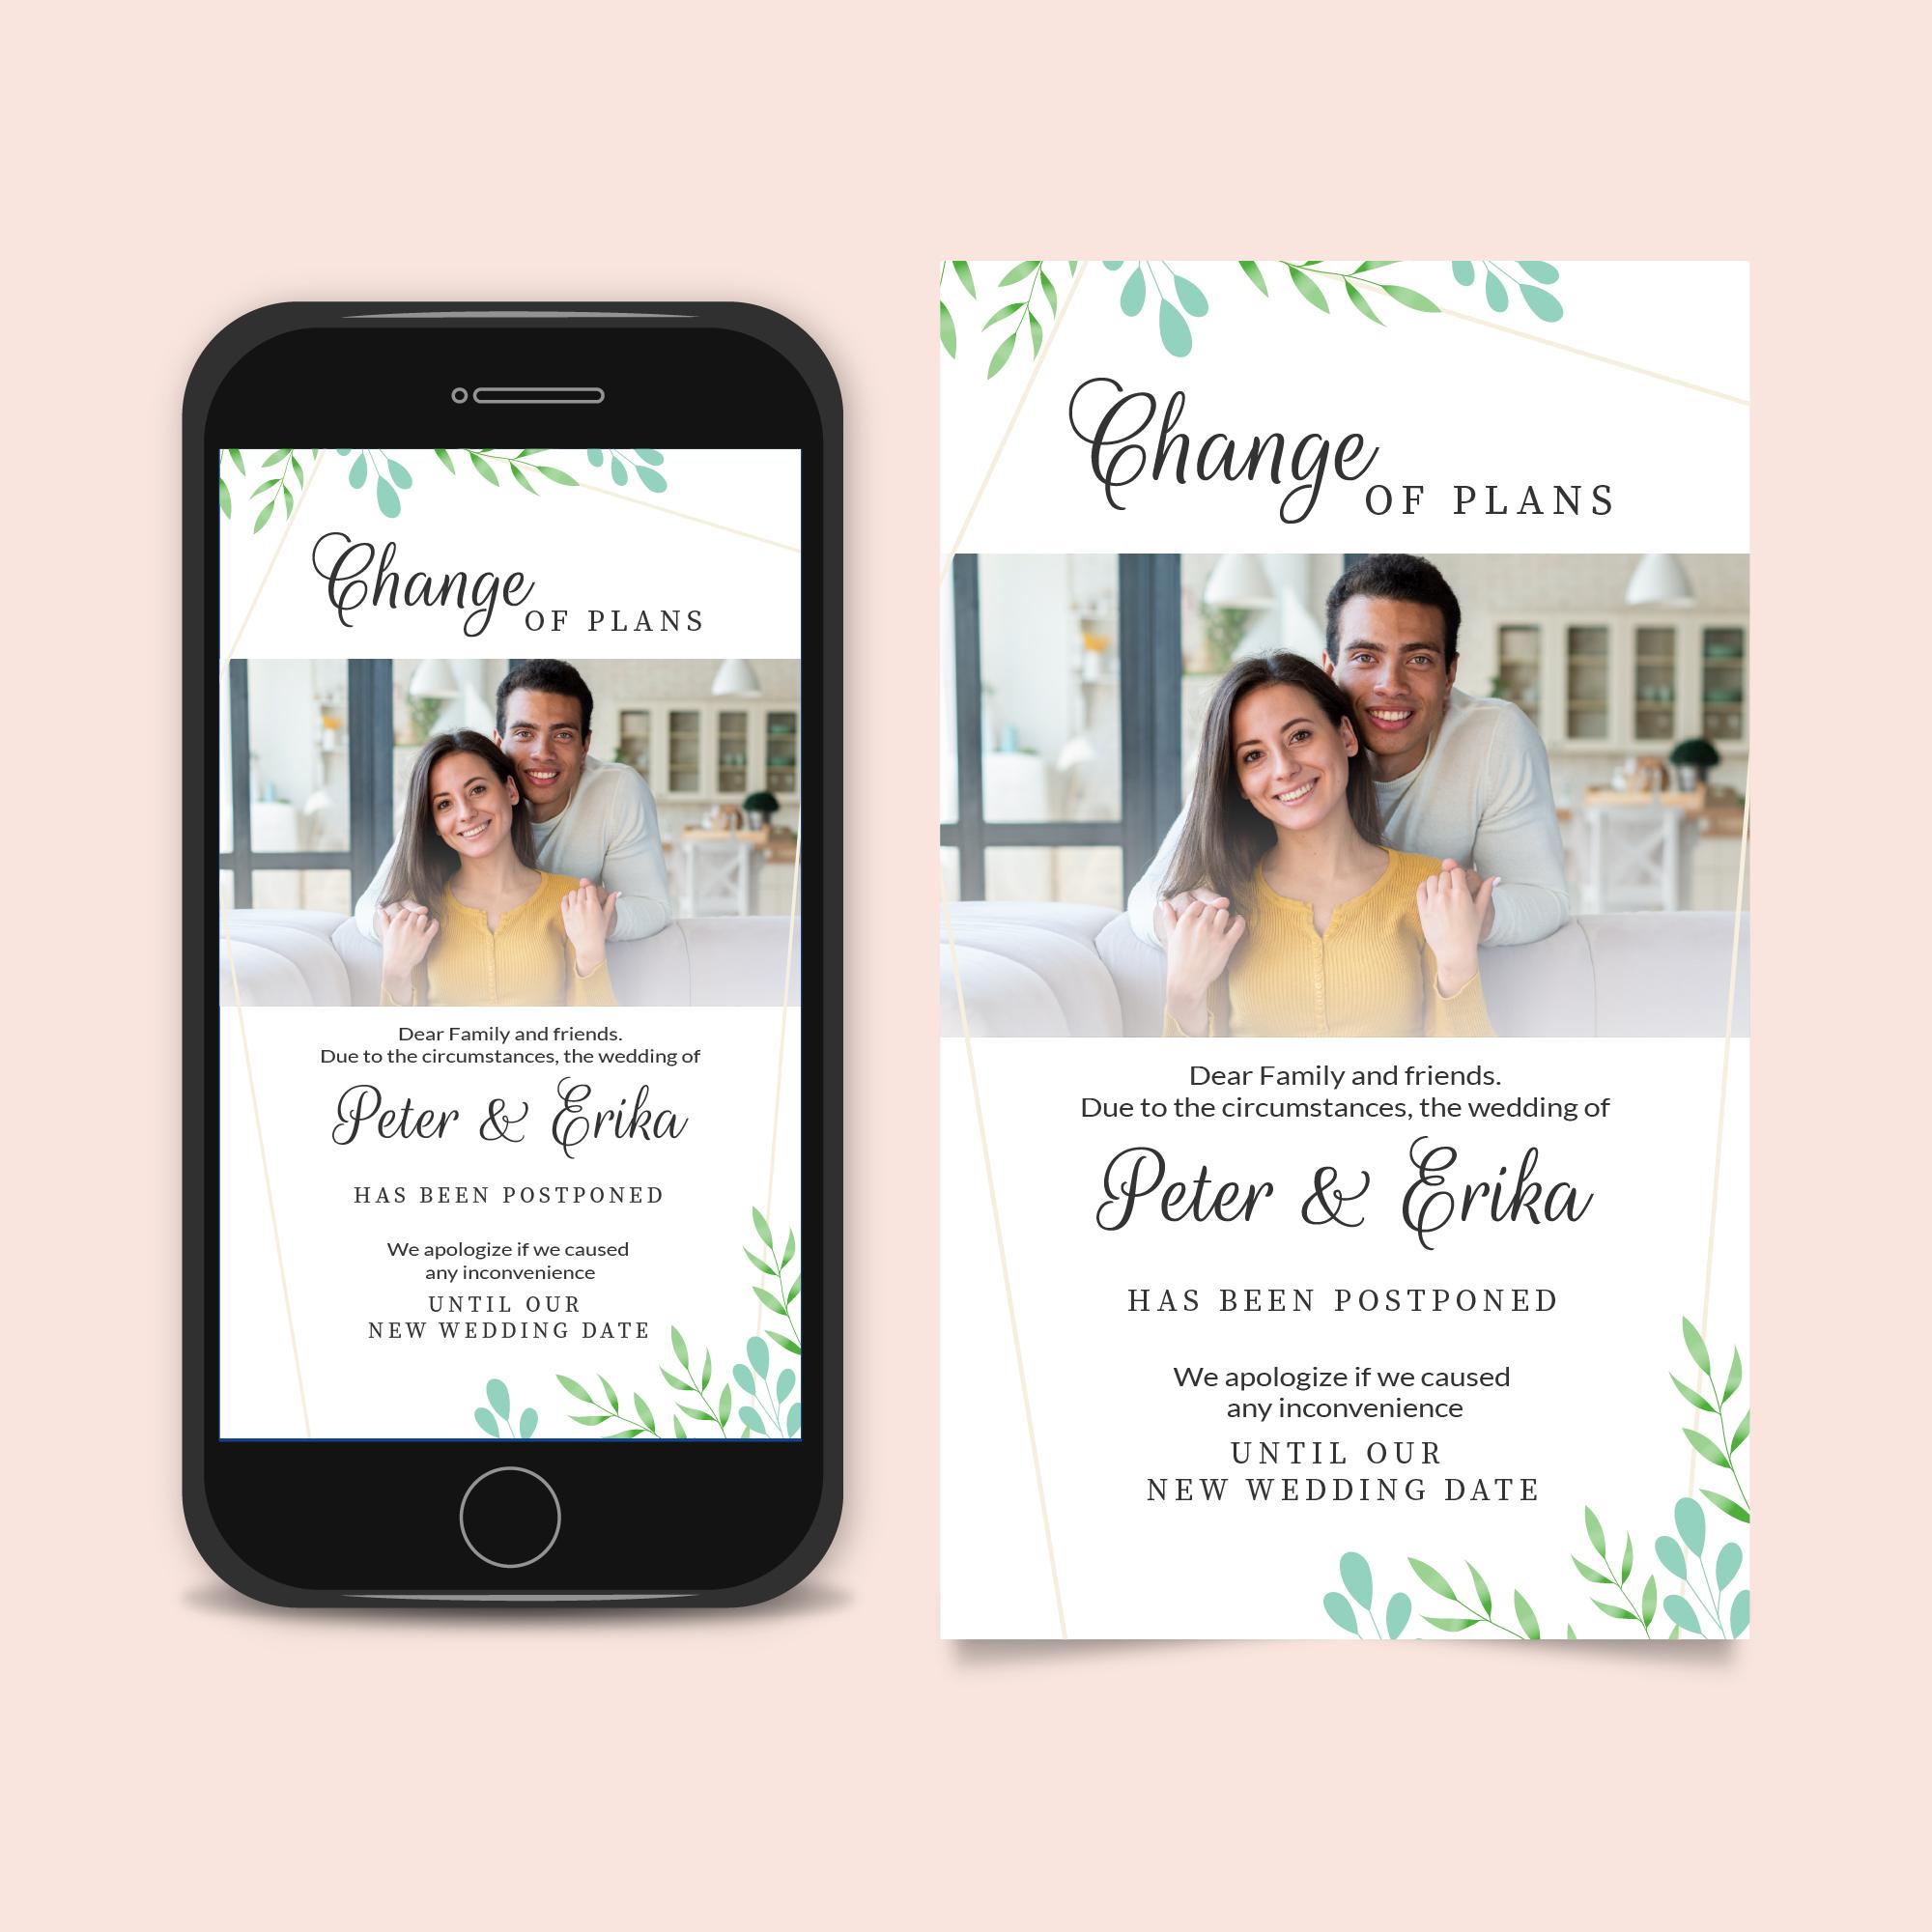 Change
OF PLANS
Dear Family and friends.
Due to the circumstances, the wedding of
Peter & Erika
HAS BEEN POSTPONED
We apologize if we caused
any inconvenience
UNTIL OUR
NEW WEDDING DATE
Change
OF PLANS
Dear Family and friends.
Due to the circumstances, the wedding of
Peter & Erika
HAS BEEN POSTPONED
We apologize if we caused
any inconvenience
UNTIL OUR
NEW WEDDING DATE